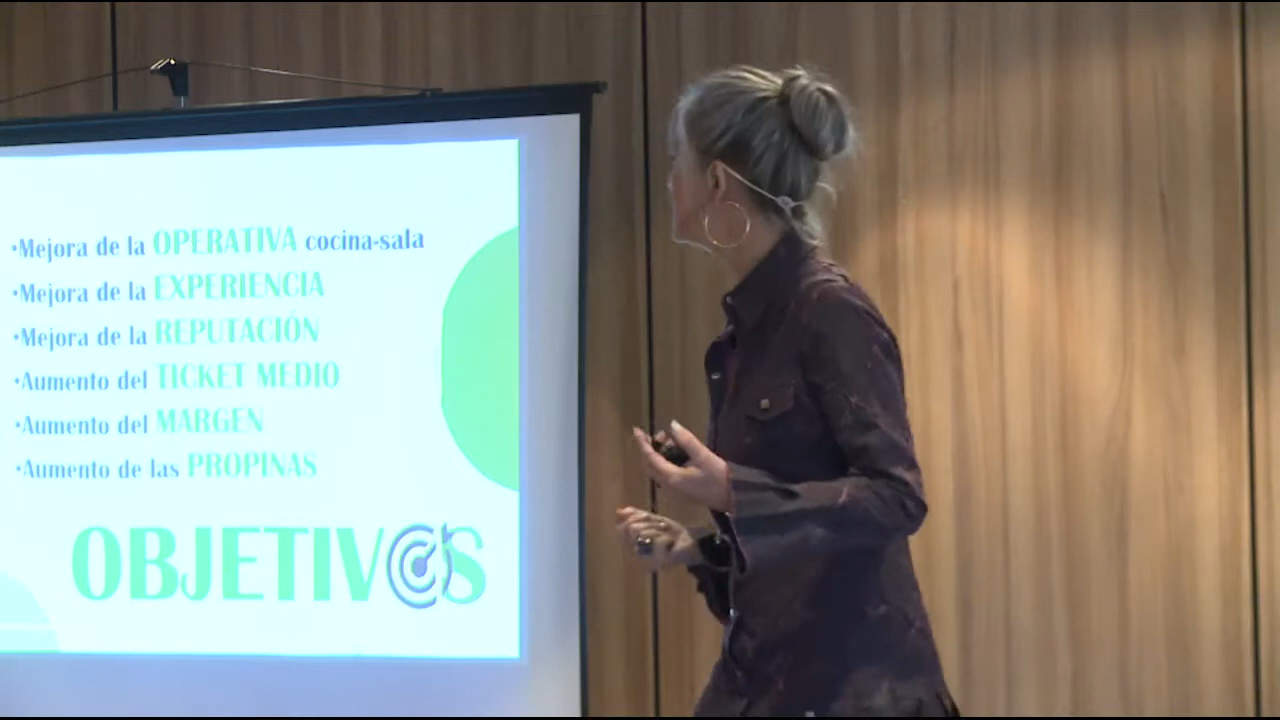 •Mejora de la OPERATIVA cocina-sala
•Mejora de la EXPERIENCIA
•Mejora de la REPUTACIÓN
•Aumento del TICKET MEDIO
•Aumento del MARGEN
•Aumento de las PROPINAS
OBJETIVOS